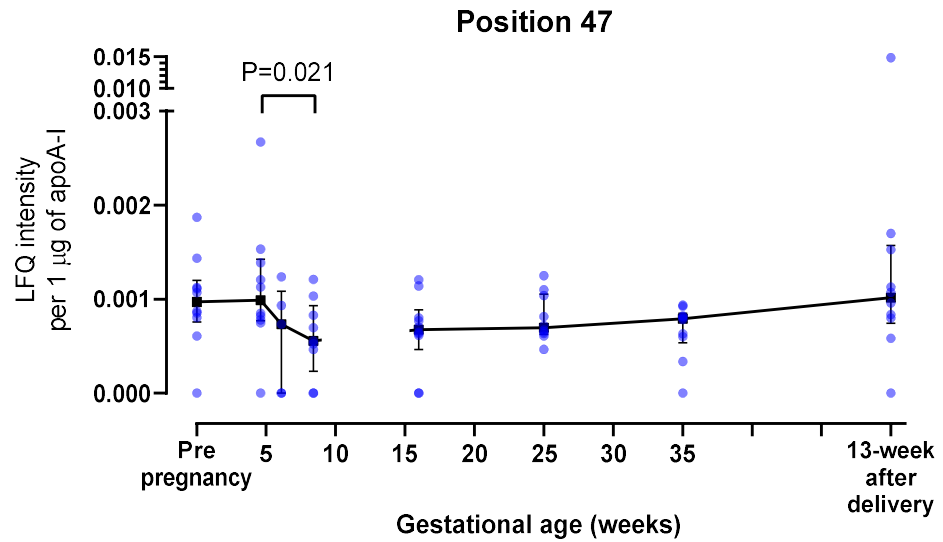 Position 47
P=0.021
LFQ intensity
per 1 μg of apoA-I
0.015
0.010
0.003
0.002
0.001
0.000
Pre
pregnancy
5
10
15
20
25
30
35
13-week
after
delivery
Gestational age (weeks)